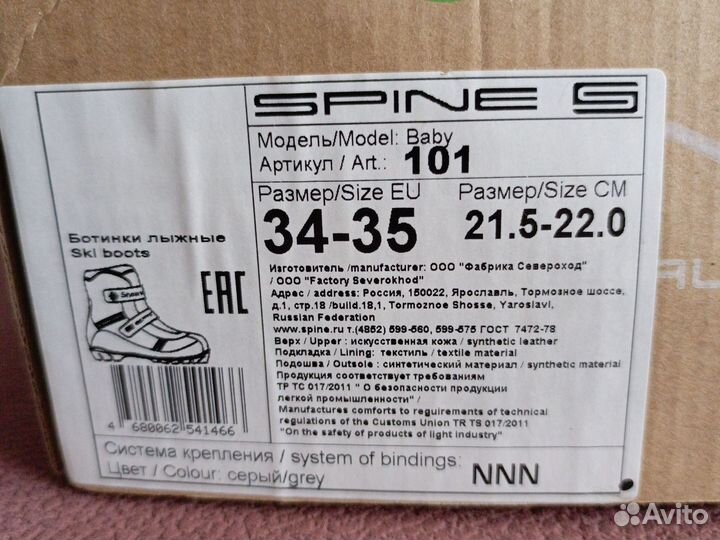 SPINE S
Модель/Model: Baby
Артикул / Art.: 101
Размер/Size EU
34-35
Размер/Size CM
21.5-22.0
Ботинки лыжные
Ski boots
EAC
Изготовитель /manufacturer: ООО "Фабрика Североход"
/ ООО "Factory Severokhod"
Адрес / address: Россия, 150022, Ярославль, Тормозное шоссе,
д.1, стр.18 /build.18,1, Tormoznoe Shosse, Yaroslavl,
Russian Federation
www.spine.ru т.(4852) 599-560, 599-575 ГОСТ 7472-78
Верх / Upper : искусственная кожа / synthetic leather
Подкладка / Lining: текстиль / textile material
Подошва / Outsole : синтетический материал / synthetic material
Продукция соответствует требованиям
ТР ТС 017/2011 " О безопасности продукции
легкой промышленности" /
Manufactures comforts to reguirements of technical
regulations of the Customs Union TR TS 017/2011
"On the safety of products of light industry"
4 680062 541466
Система крепления / system of bindings:
NNN
Цвет / Colour: серый/grey
Avito